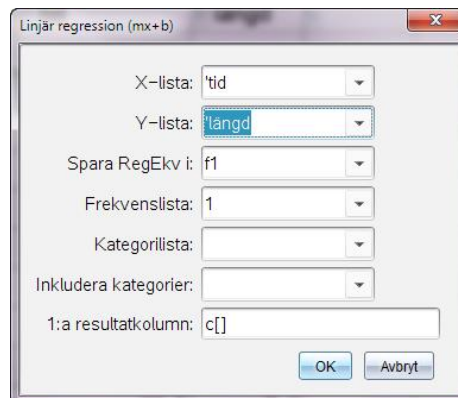 Linjär regression (mx+b)
X-lista: 'tid
Y-lista: 'längd
Spara RegEkv i: f1
Frekvenslista: 1
Kategorilista:
Inkludera kategorier:
1:a resultatkolumn: c[]
OK Avbryt